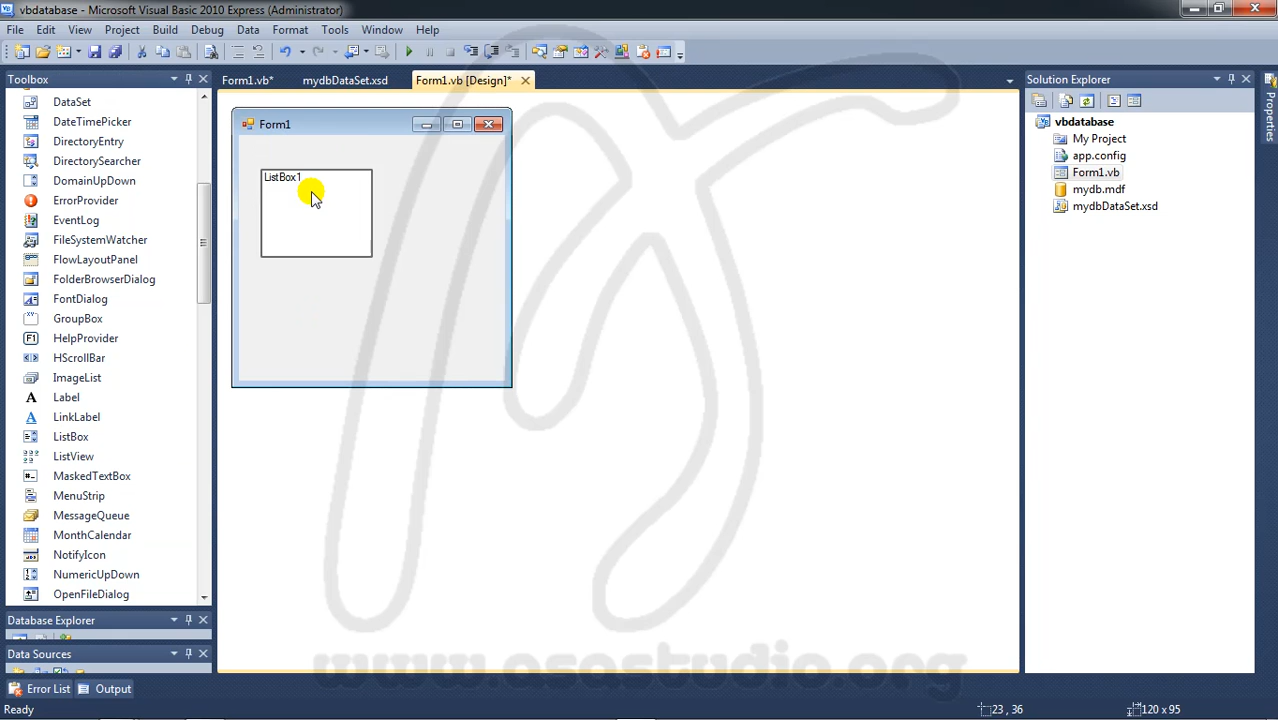 vbdatabase - Microsoft Visual Basic 2010 Express (Administrator)
File Edit View Project Build Debug Data Format Tools Window Help
Toolbox
DataSet
DateTimePicker
DirectoryEntry
DirectorySearcher
DomainUpDown
ErrorProvider
EventLog
FileSystemWatcher
FlowLayoutPanel
FolderBrowserDialog
FontDialog
GroupBox
HelpProvider
HScrollBar
ImageList
Label
LinkLabel
ListBox
ListView
MaskedTextBox
MenuStrip
MessageQueue
MonthCalendar
NotifyIcon
NumericUpDown
OpenFileDialog
Database Explorer
Data Sources
Error List Output
Form1.vb* mydbDataSet.xsd Form1.vb [Design]*
Form1
ListBox1
www.asastudio.org
Solution Explorer
vbdatabase
My Project
app.config
Form1.vb
mydb.mdf
mydbDataSet.xsd
Properties
Ready
23 , 36
120 x 95